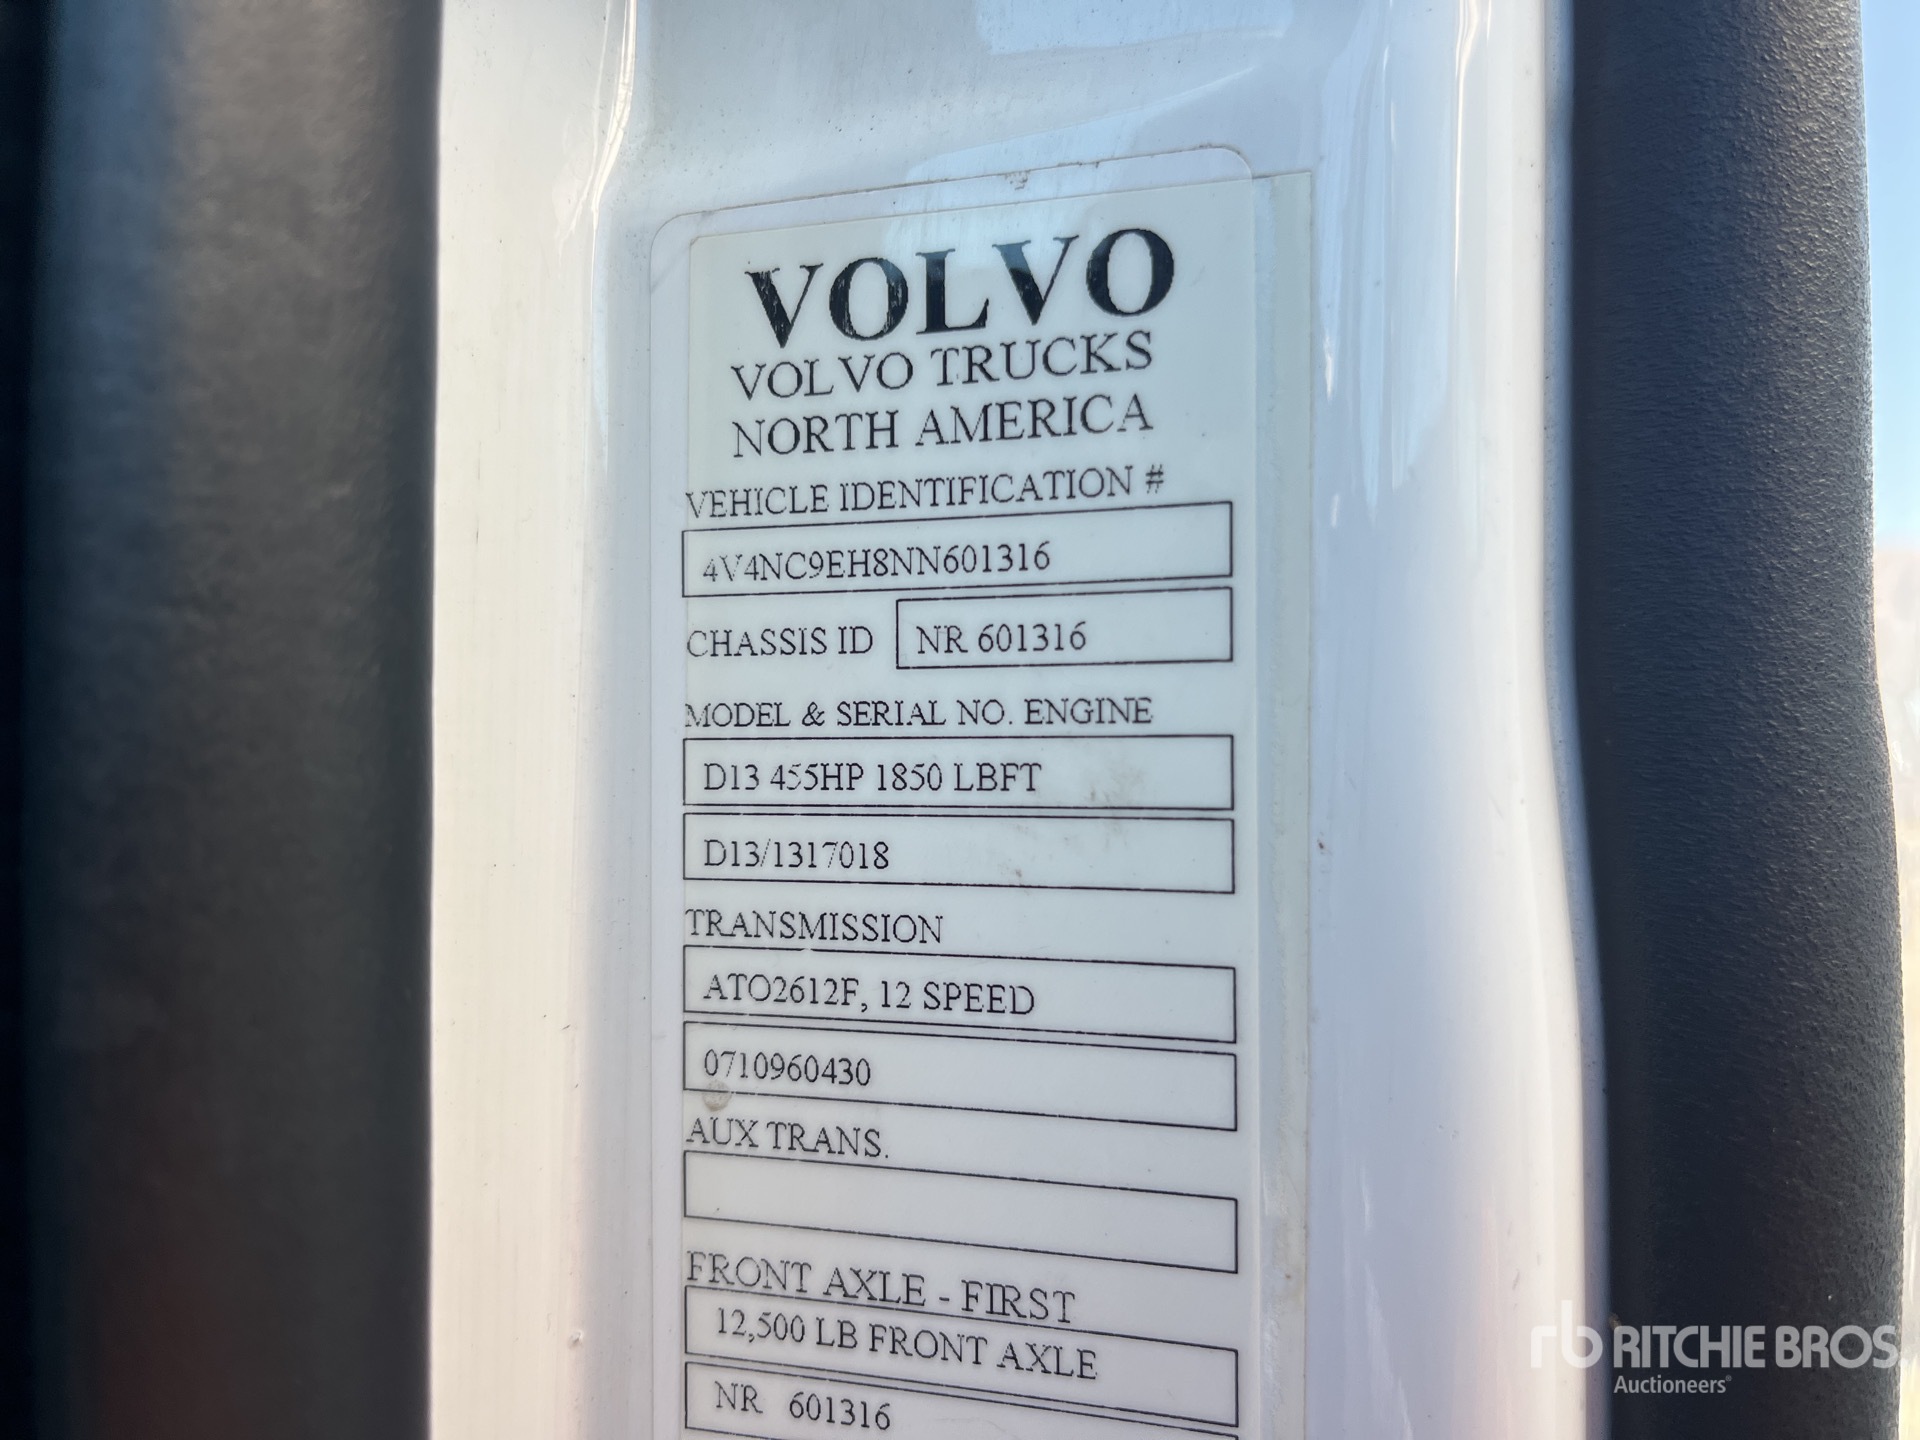 VOLVO
VOLVO TRUCKS
NORTH AMERICA
VEHICLE IDENTIFICATION #
4V4NC9EH8NN601316
CHASSIS ID NR 601316
MODEL & SERIAL NO. ENGINE
D13 455HP 1850 LBFT
D13/1317018
TRANSMISSION
ATO2612F, 12 SPEED
0710960430
AUX TRANS.
FRONT AXLE - FIRST
12,500 LB FRONT AXLE
NR 601316
rb RITCHIE BROS
Auctioneers®